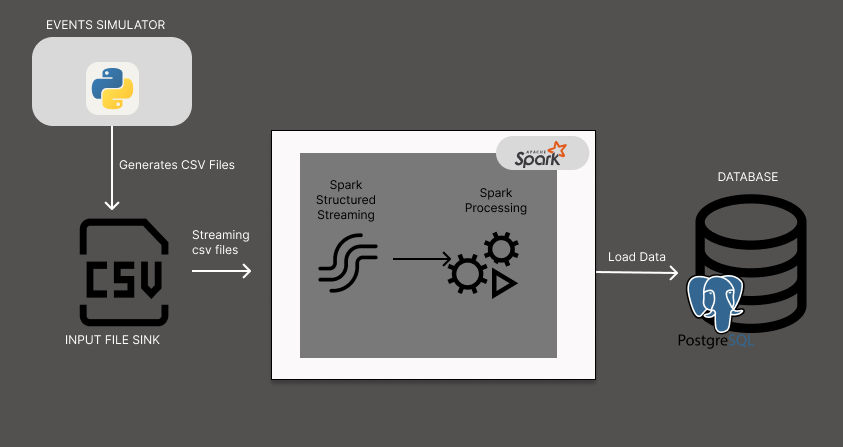 EVENTS SIMULATOR
Generates CSV Files
CSV
INPUT FILE SINK
Streaming
csv files
APACHE
Spark
Spark
Structured
Streaming
Spark
Processing
Load Data
DATABASE
PostgreSQL